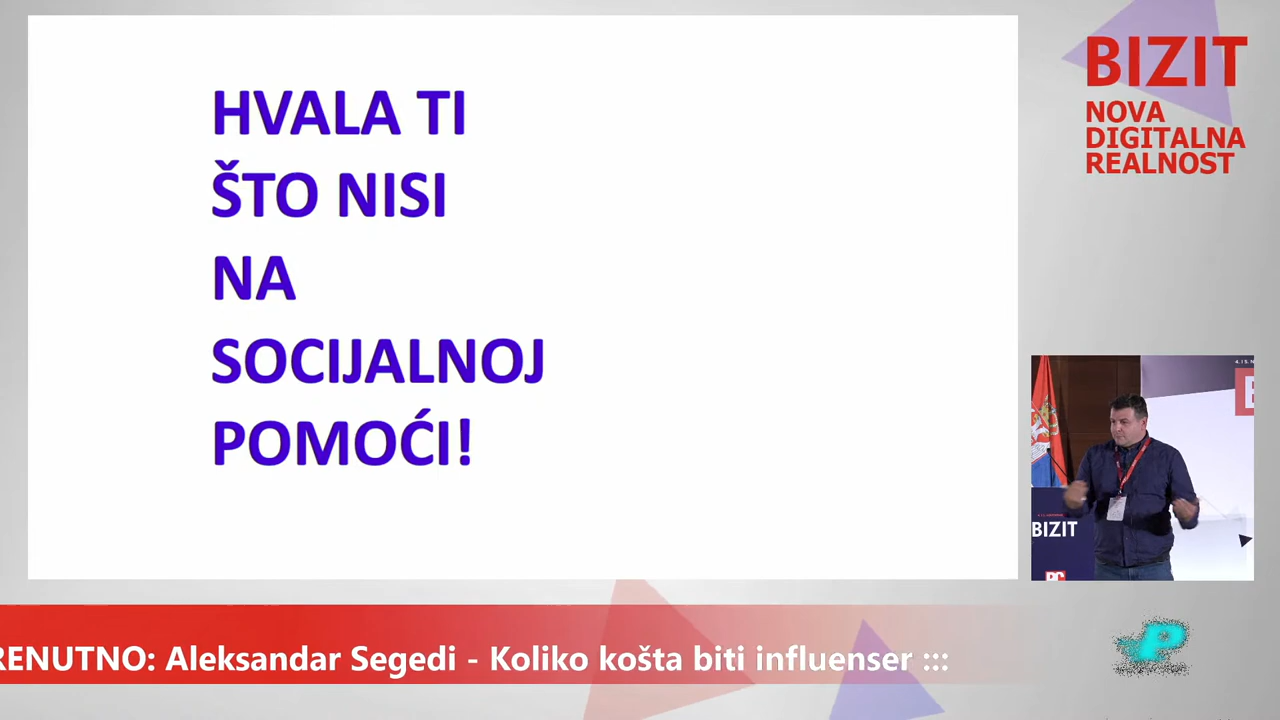 HVALA TI
ŠTO NISI
NA
SOCIJALNOJ
POMOĆI!
BIZIT
NOVA
DIGITALNA
REALNOST
BIZIT
RENUTNO: Aleksandar Segedi - Koliko košta biti influenser :::
P